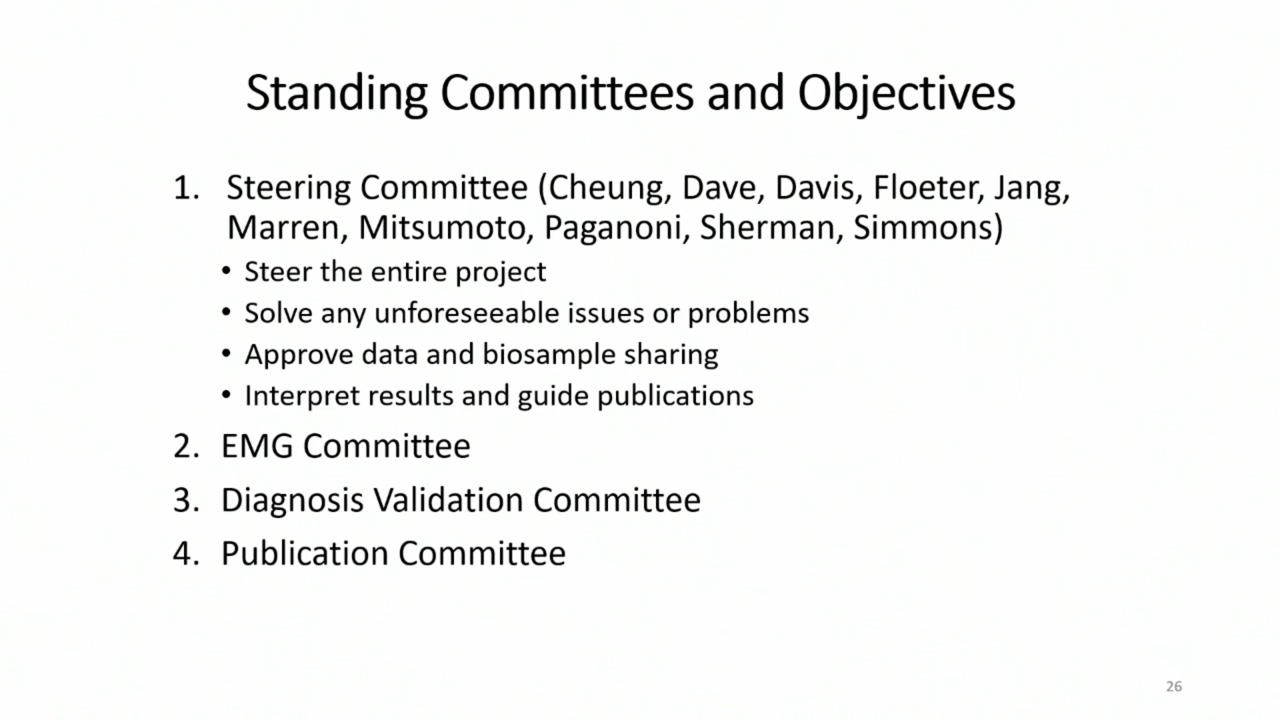 Standing Committees and Objectives
1. Steering Committee (Cheung, Dave, Davis, Floeter, Jang,
Marren, Mitsumoto, Paganoni, Sherman, Simmons)
• Steer the entire project
• Solve any unforeseeable issues or problems
• Approve data and biosample sharing
• Interpret results and guide publications
2. EMG Committee
3. Diagnosis Validation Committee
4. Publication Committee
26